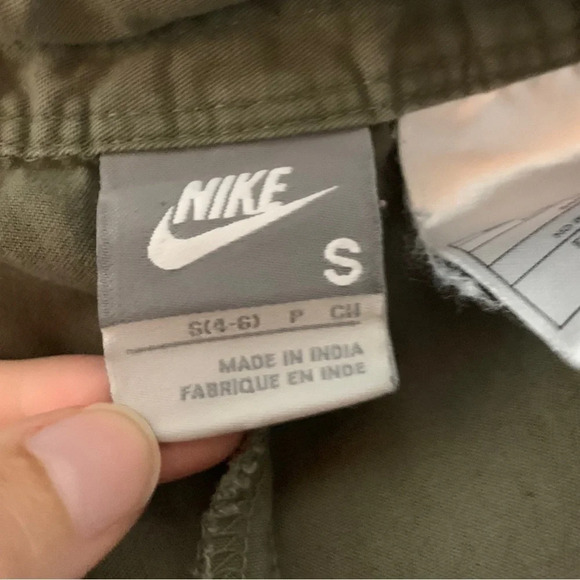 NIKE
S
S(4-6) P CH
MADE IN INDIA
FABRIQUE EN INDE